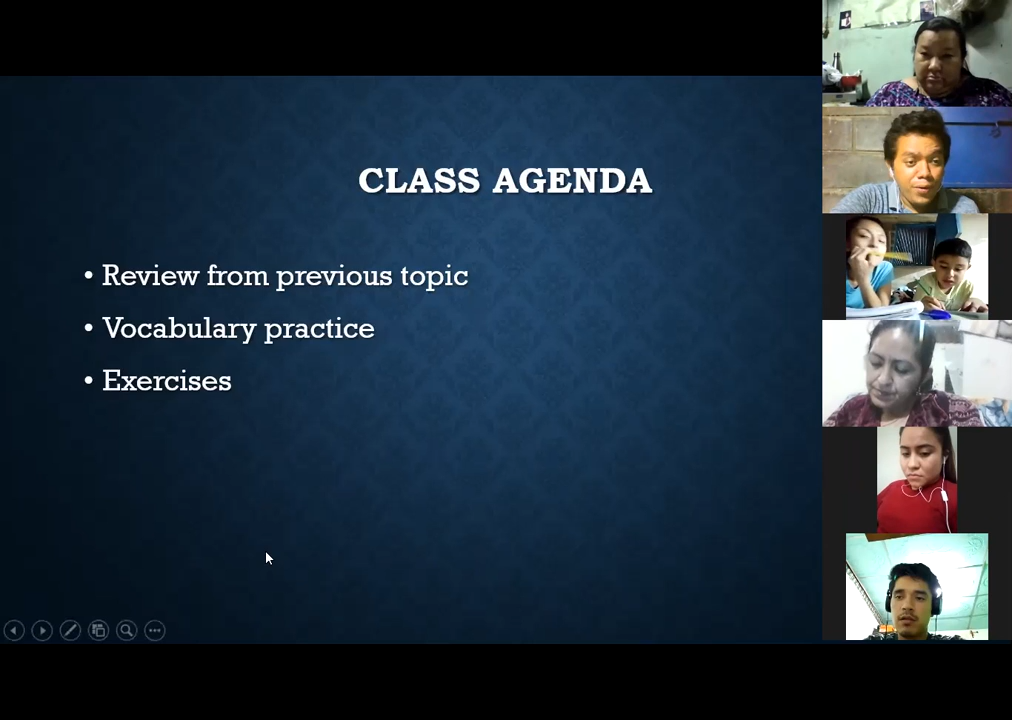 CLASS AGENDA
• Review from previous topic
• Vocabulary practice
• Exercises